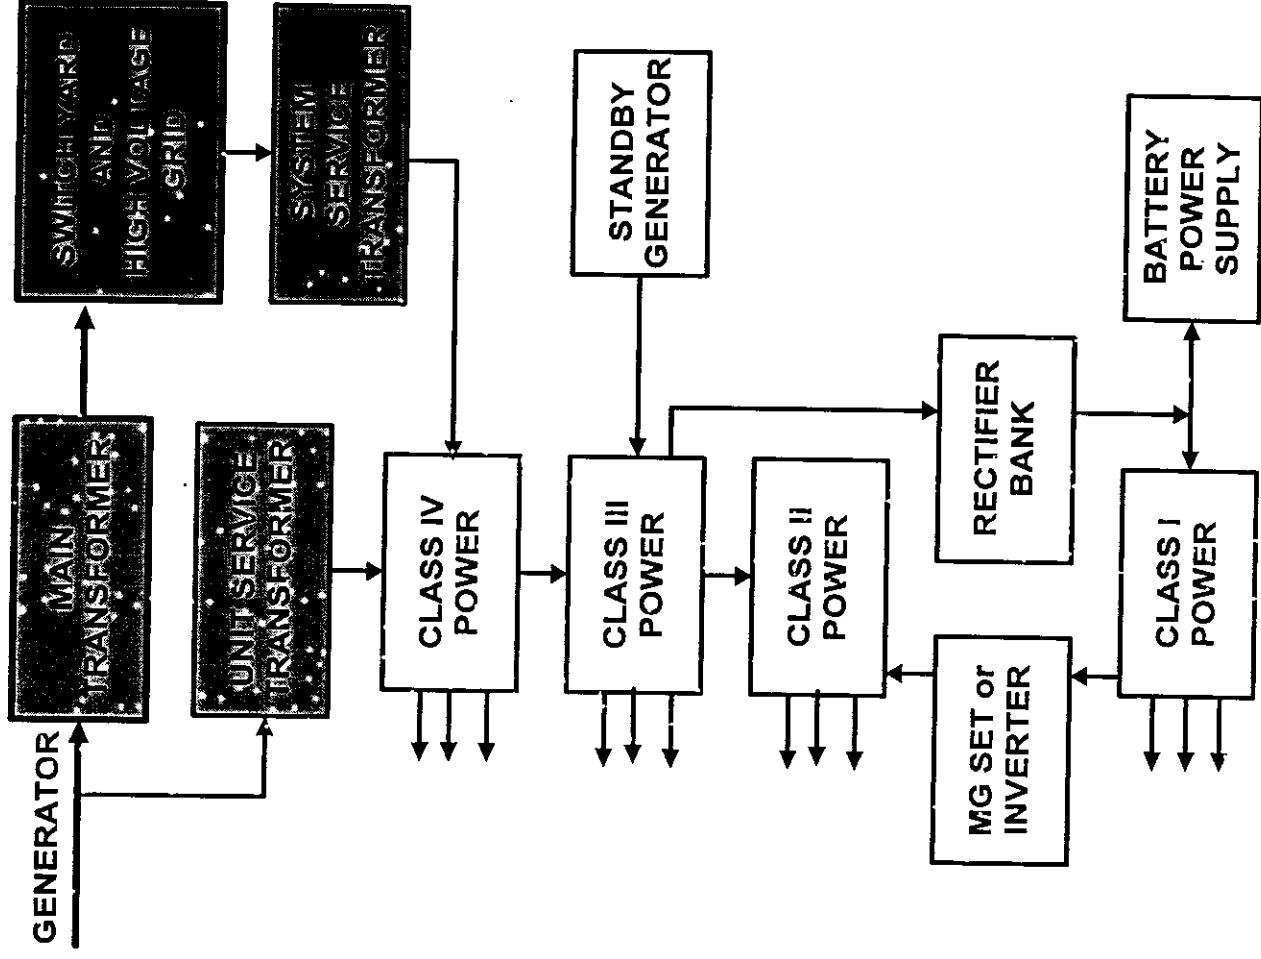 GENERATOR
MAIN
TRANSFORMER
SWITCHYARD
AND
HIGH VOLTAGE
GRID
UNIT SERVICE
TRANSFORMER
SYSTEM
SERVICE
TRANSFORMER
CLASS IV
POWER
CLASS III
POWER
STANDBY
GENERATOR
CLASS II
POWER
MG SET or
INVERTER
RECTIFIER
BANK
CLASS I
POWER
BATTERY
POWER
SUPPLY